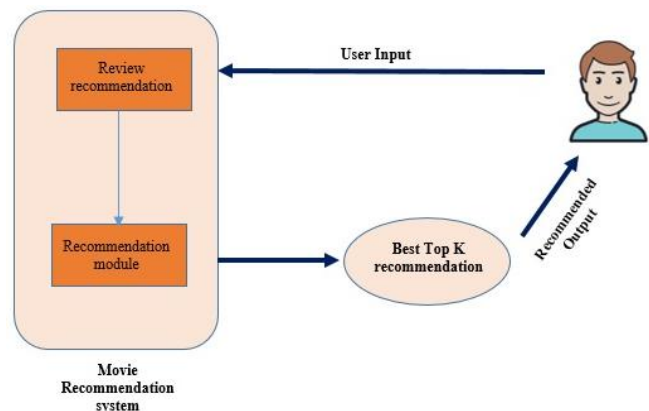 Review
recommendation
User Input
Recommendation
module
Best Top K
recommendation
Recommended
Output
Movie
Recommendation
system